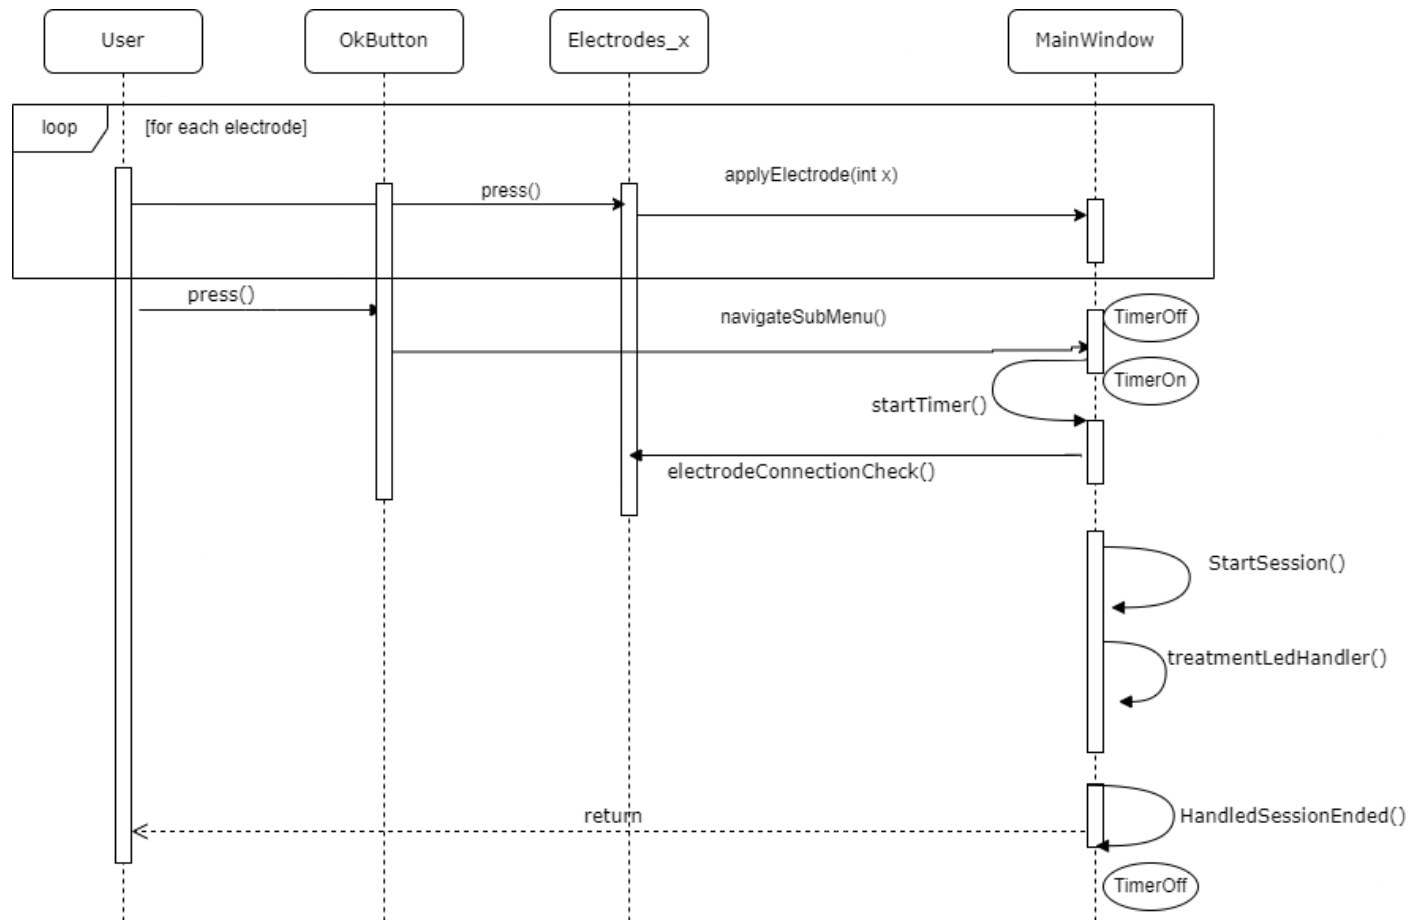 User
OkButton
Electrodes_x
MainWindow
loop
[for each electrode]
applyElectrode(int x)
press()
press()
navigateSubMenu()
TimerOff
TimerOn
startTimer()
electrodeConnectionCheck()
StartSession()
treatmentLedHandler()
return
HandledSessionEnded()
TimerOff